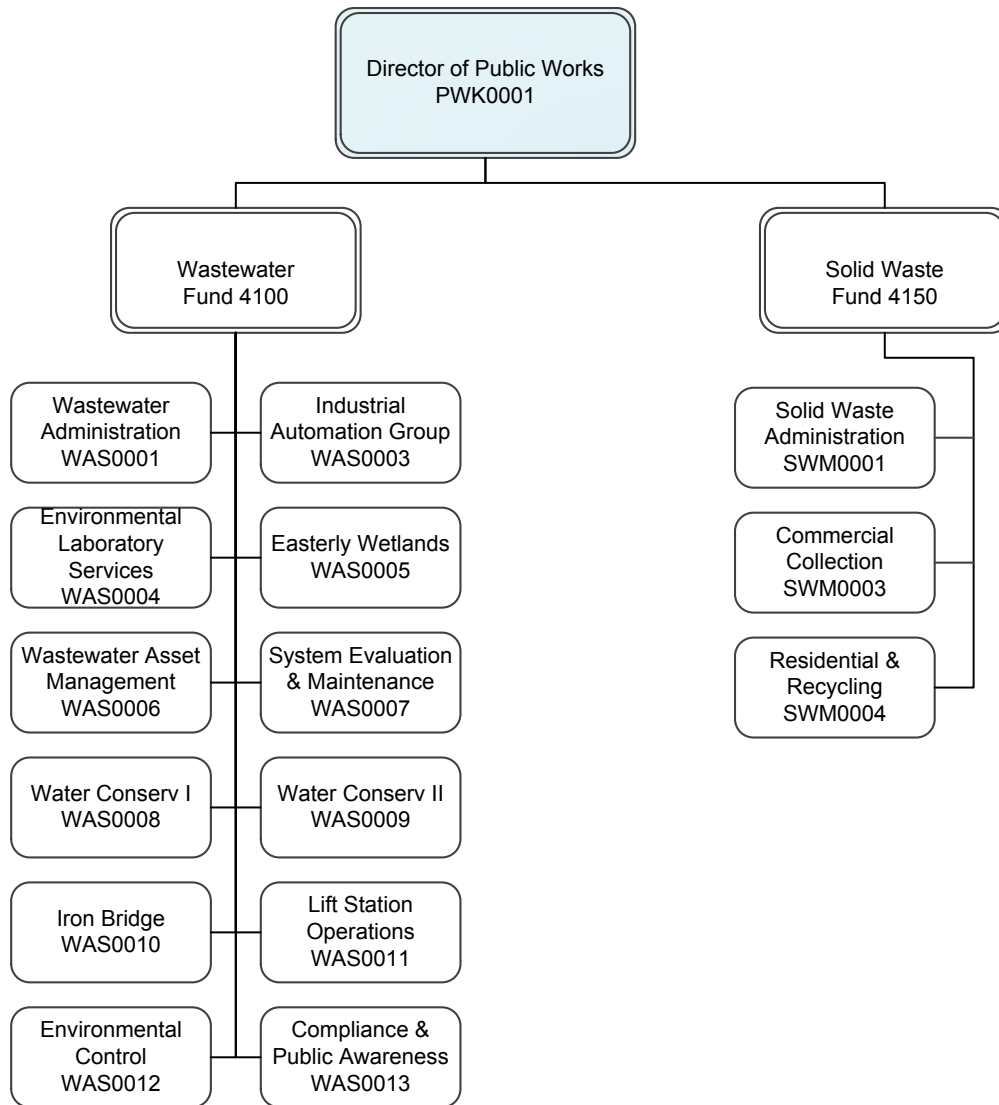 Director of Public Works
PWK0001
Wastewater
Fund 4100
Solid Waste
Fund 4150
Wastewater
Administration
WAS0001
Industrial
Automation Group
WAS0003
Solid Waste
Administration
SWM0001
Environmental
Laboratory
Services
WAS0004
Easterly Wetlands
WAS0005
Commercial
Collection
SWM0003
Wastewater Asset
Management
WAS0006
System Evaluation
& Maintenance
WAS0007
Residential &
Recycling
SWM0004
Water Conserv I
WAS0008
Water Conserv II
WAS0009
Iron Bridge
WAS0010
Lift Station
Operations
WAS0011
Environmental
Control
WAS0012
Compliance &
Public Awareness
WAS0013